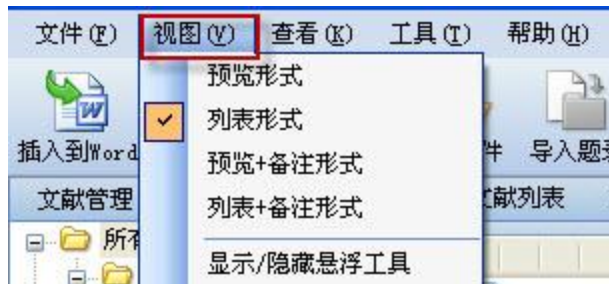 文件(F) 视图(V) 查看(K) 工具(T) 帮助(H)
预览形式
列表形式
插入到Word 件 导入题
预览+备注形式
文献管理 文献列表
列表+备注形式
所有
显示/隐藏悬浮工具